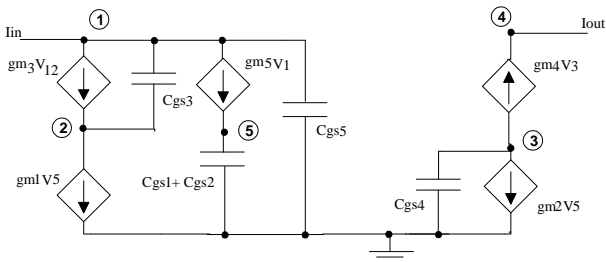 Iin
1
gm3V12
Cgs3
gm5V1
Cgs5
2
5
gm1V5
Cgs1+ Cgs2
4
Iout
gm4V3
3
Cgs4
gm2V5